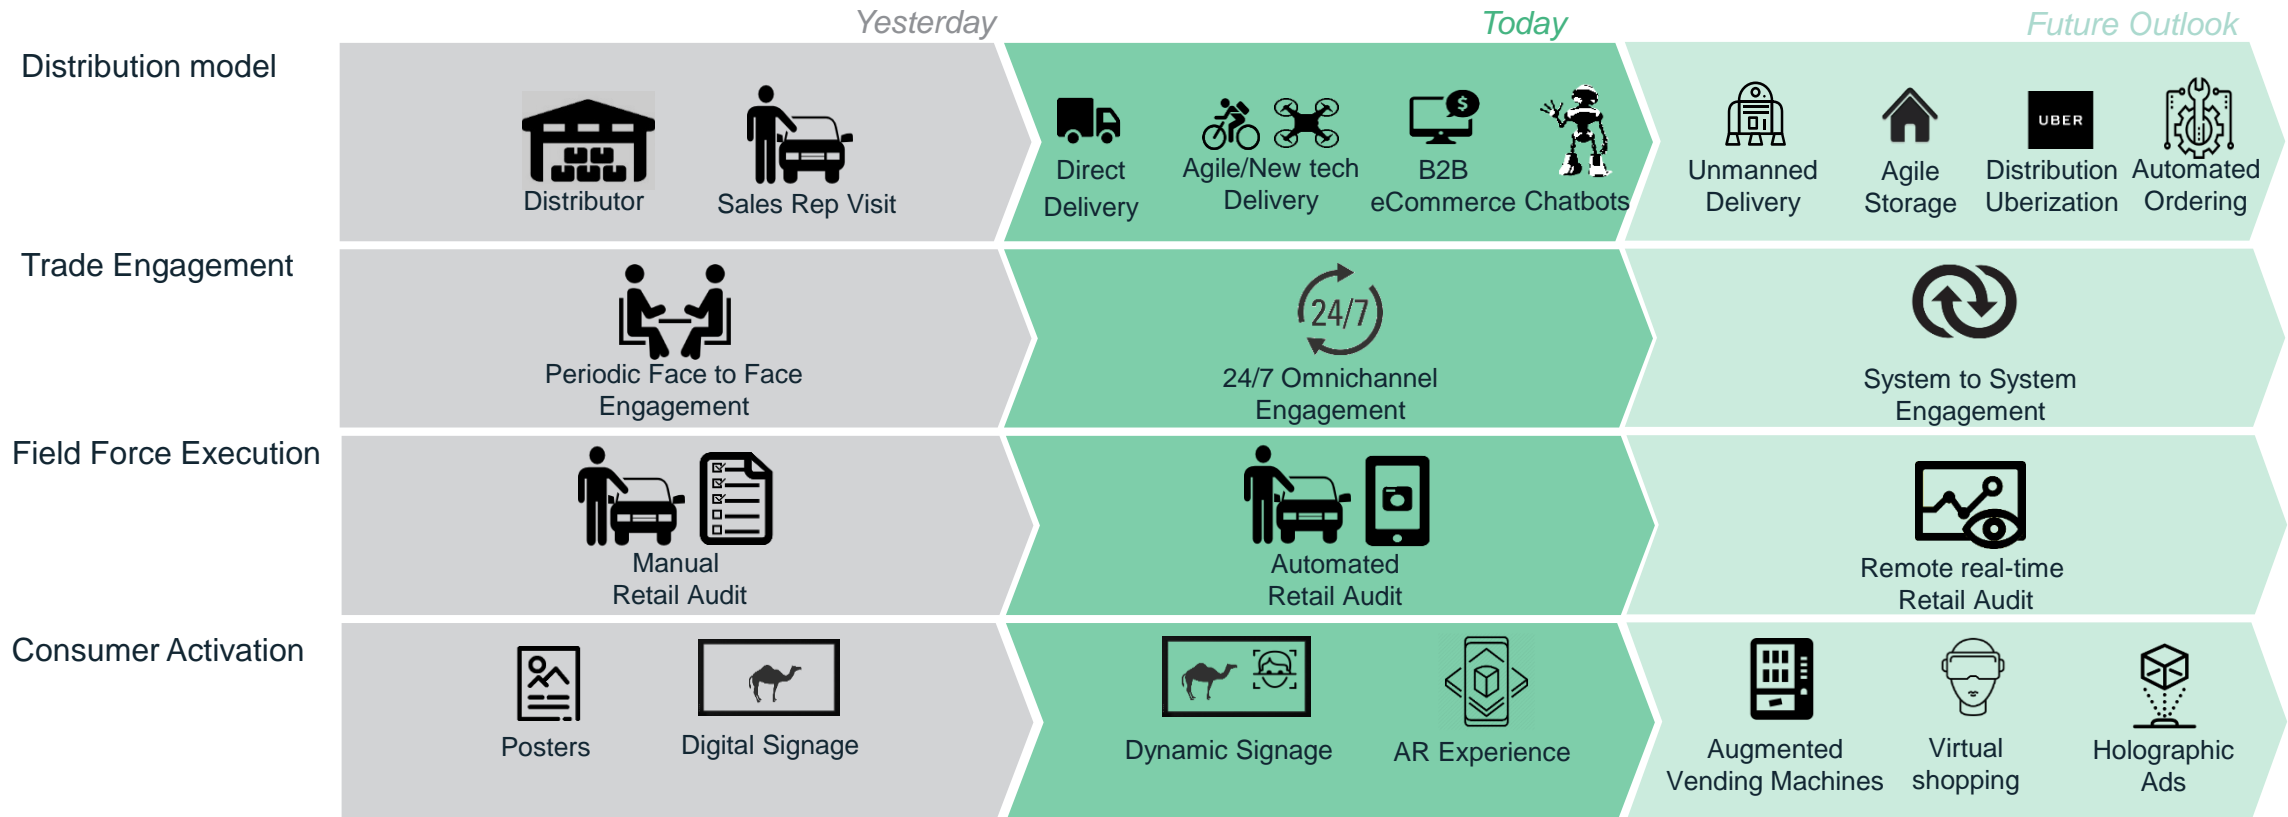 Yesterday
Today
Future Outlook
Distribution model
Distributor
Sales Rep Visit
Direct
Delivery
Agile/New tech
Delivery
$
B2B
eCommerce
Chatbots
Unmanned
Delivery
Agile
Storage
UBER
Distribution
Uberization
Automated
Ordering
Trade Engagement
Periodic Face to Face
Engagement
24/7
24/7 Omnichannel
Engagement
System to System
Engagement
Field Force Execution
Manual
Retail Audit
Automated
Retail Audit
Remote real-time
Retail Audit
Consumer Activation
Posters
Digital Signage
Dynamic Signage
AR Experience
Augmented
Vending Machines
Virtual
shopping
Holographic
Ads